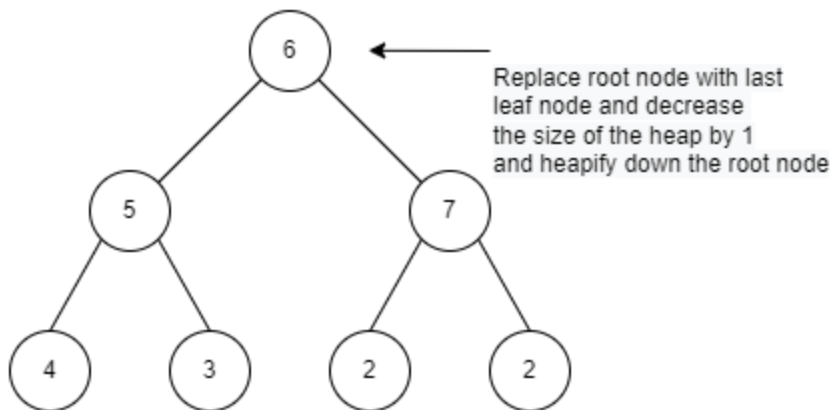 6
Replace root node with last
leaf node and decrease
the size of the heap by 1
and heapify down the root node
5
7
4
3
2
2